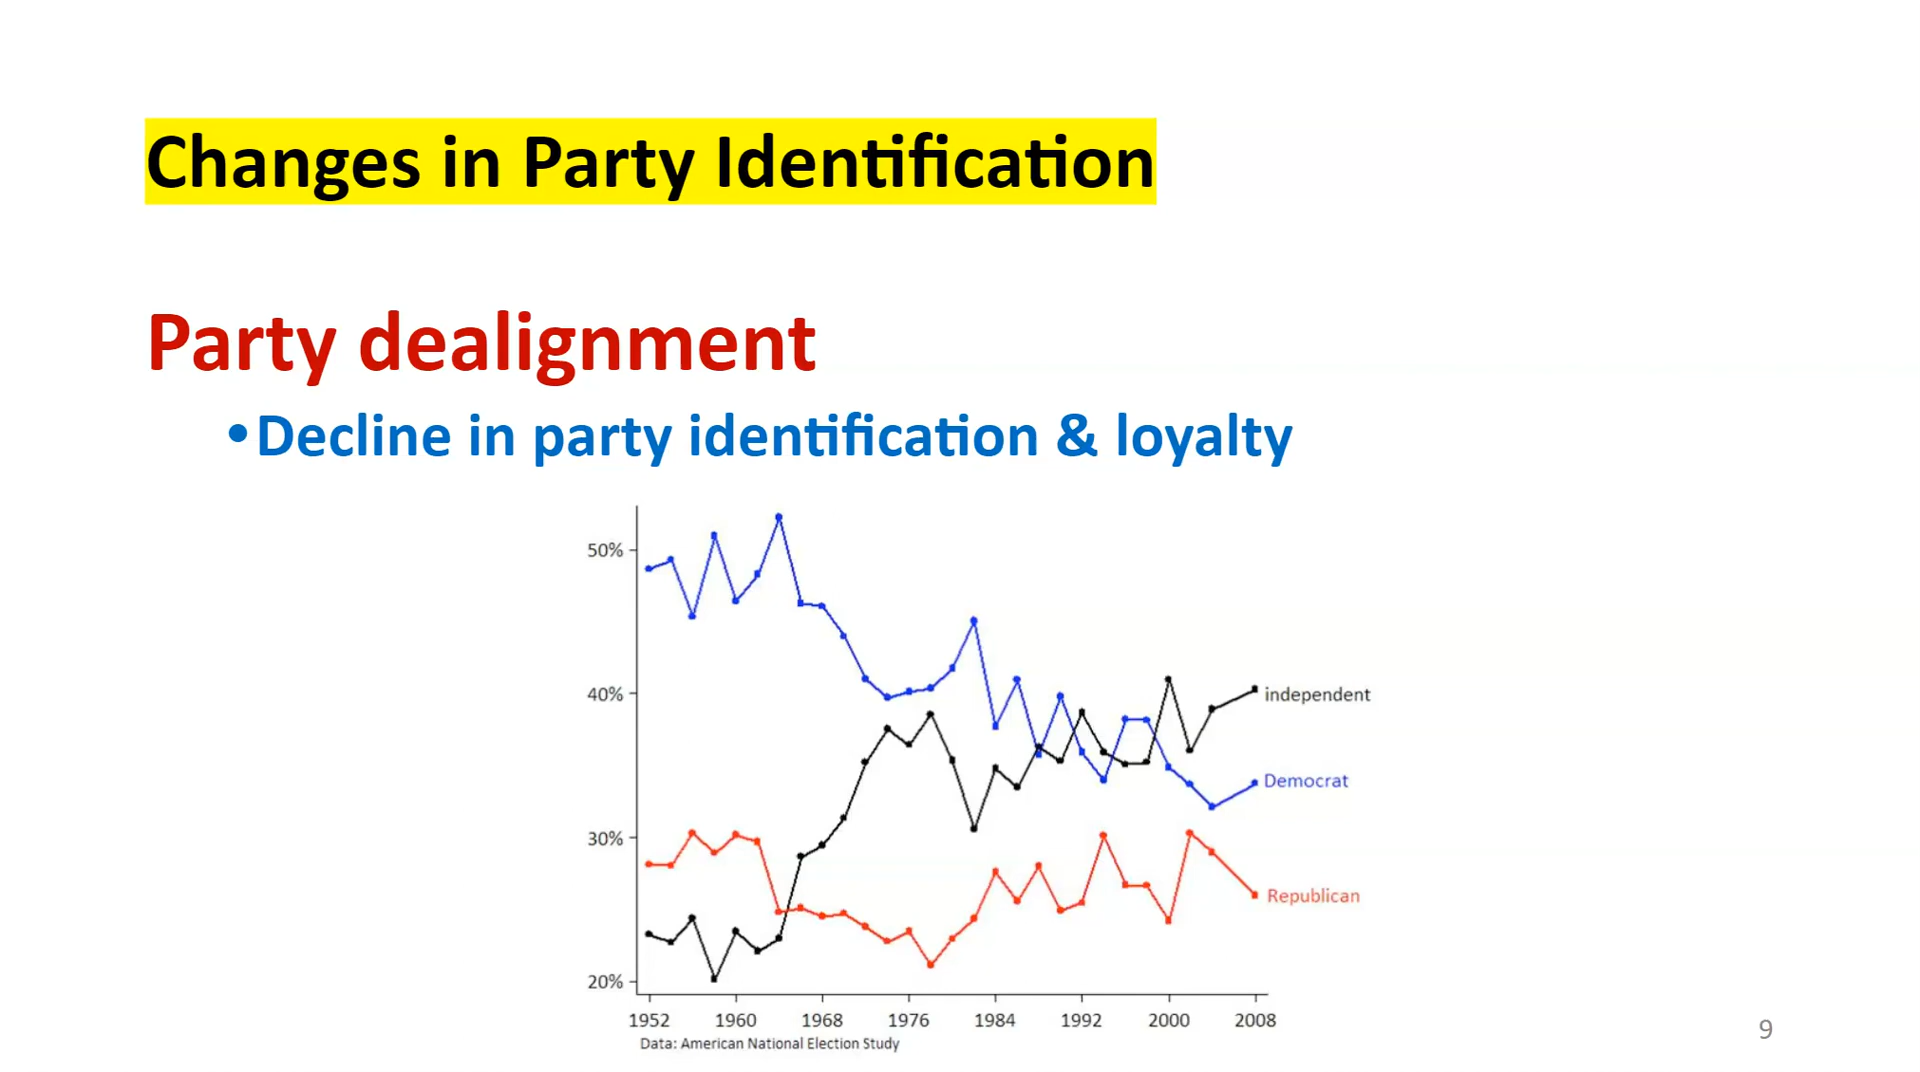 Changes in Party Identification
Party dealignment
•Decline in party identification & loyalty
50%
40%
30%
20%
independent
Democrat
Republican
1952 1960 1968 1976 1984 1992 2000 2008
Data: American National Election Study
9